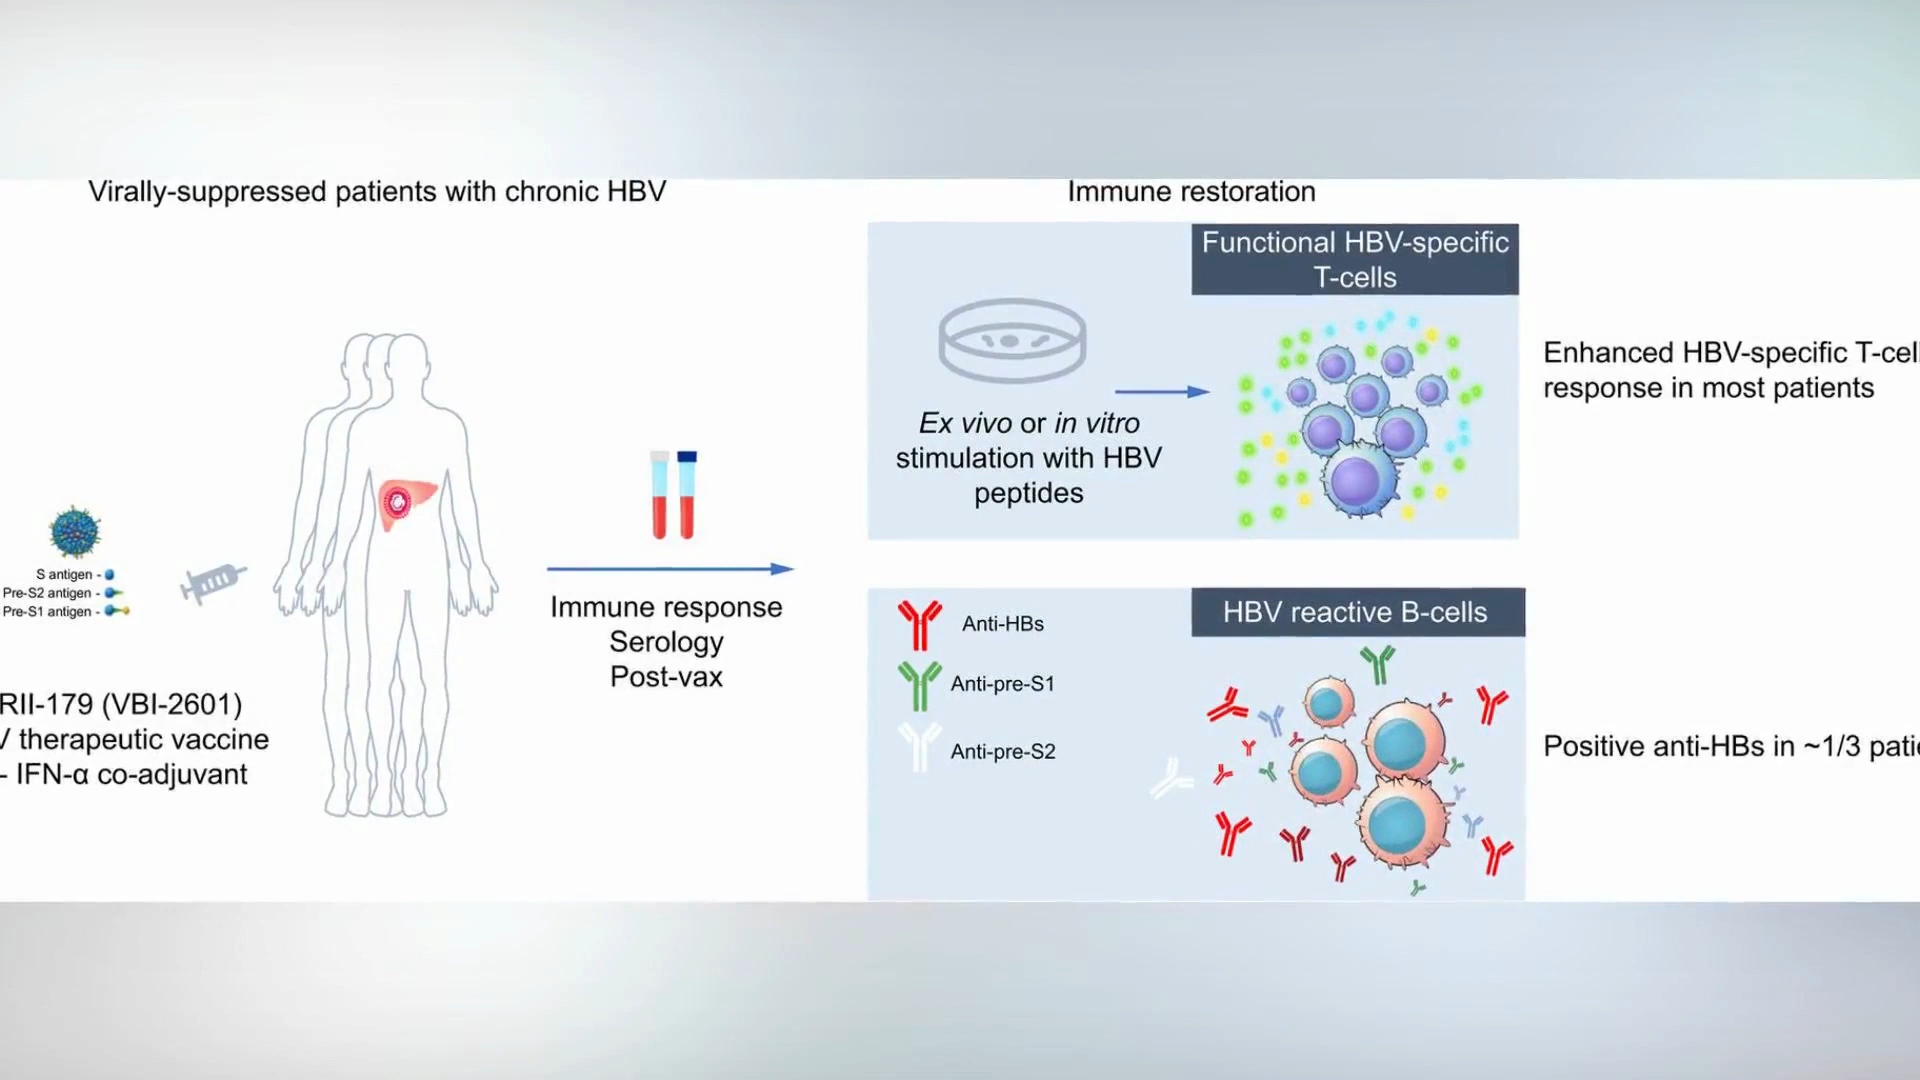 Virally-suppressed patients with chronic HBV
S antigen -
Pre-S2 antigen -
Pre-S1 antigen -
RII-179 (VBI-2601)
V therapeutic vaccine
- IFN-α co-adjuvant
Immune response
Serology
Post-vax
Immune restoration
Functional HBV-specific
T-cells
Ex vivo or in vitro
stimulation with HBV
peptides
Enhanced HBV-specific T-cell
response in most patients
HBV reactive B-cells
Anti-HBs
Anti-pre-S1
Anti-pre-S2
Positive anti-HBs in ~1/3